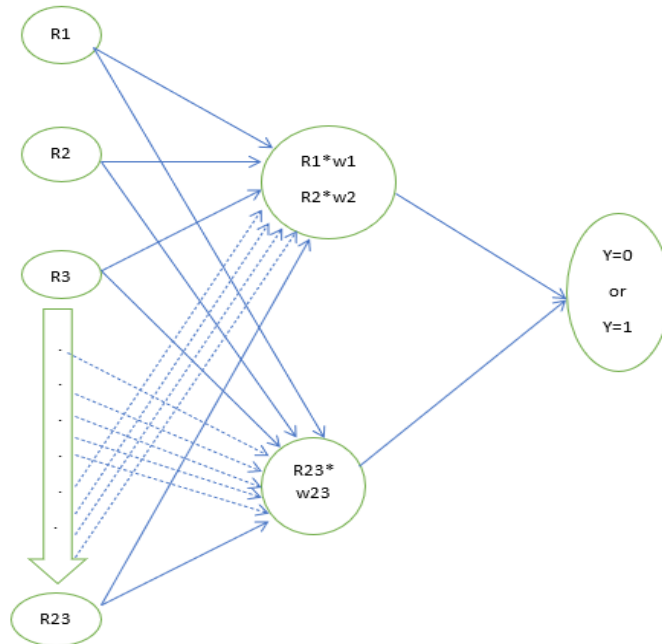 R1
R2
R3
.
.
.
.
.
.
R23
R1*w1
R2*w2
R23*
w23
Y=0
or
Y=1